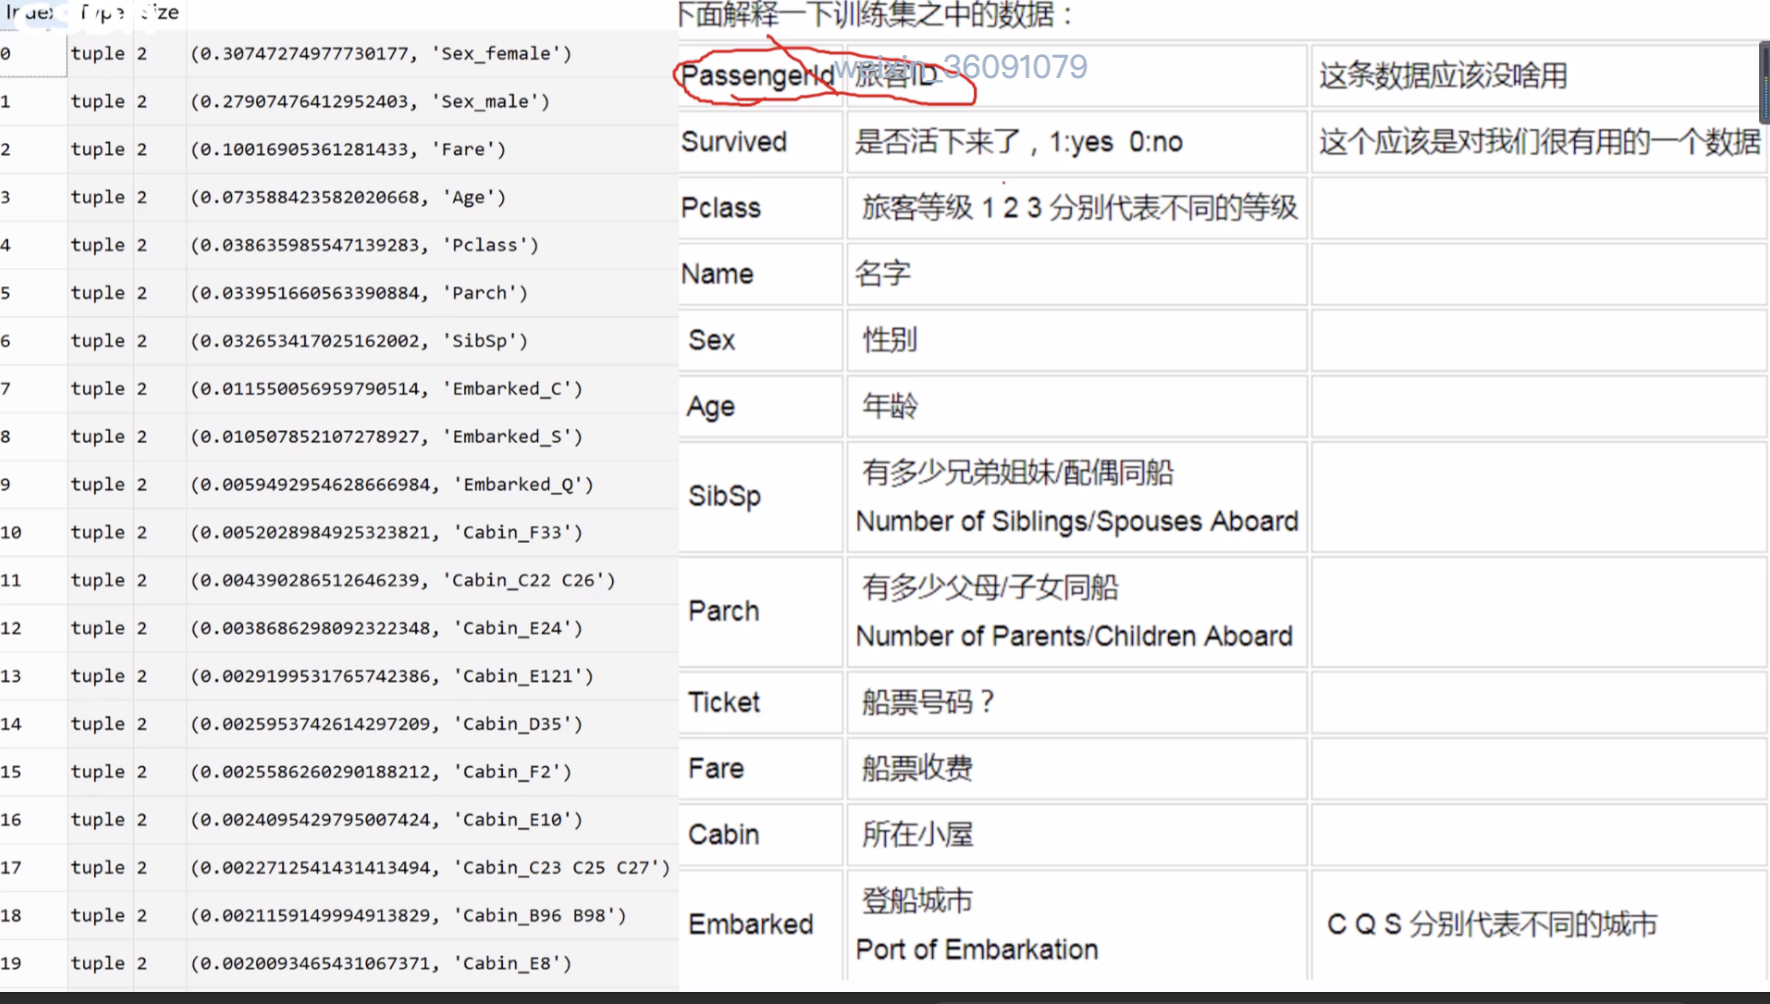 Index Type Size
0 tuple 2 (0.30747274977730177, 'Sex_female')
1 tuple 2 (0.27907476412952403, 'Sex_male')
2 tuple 2 (0.10016905361281433, 'Fare')
3 tuple 2 (0.073588423582020668, 'Age')
4 tuple 2 (0.038635985547139283, 'Pclass')
5 tuple 2 (0.033951660563390884, 'Parch')
6 tuple 2 (0.032653417025162002, 'SibSp')
7 tuple 2 (0.011550056959790514, 'Embarked_C')
8 tuple 2 (0.010507852107278927, 'Embarked_S')
9 tuple 2 (0.0059492954628666984, 'Embarked_Q')
10 tuple 2 (0.0052028984925323821, 'Cabin_F33')
11 tuple 2 (0.004390286512646239, 'Cabin_C22 C26')
12 tuple 2 (0.0038686298092322348, 'Cabin_E24')
13 tuple 2 (0.0029199531765742386, 'Cabin_E121')
14 tuple 2 (0.0025953742614297209, 'Cabin_D35')
15 tuple 2 (0.0025586260290188212, 'Cabin_F2')
16 tuple 2 (0.0024095429795007424, 'Cabin_E10')
17 tuple 2 (0.0022712541431413494, 'Cabin_C23 C25 C27')
18 tuple 2 (0.0021159149994913829, 'Cabin_B96 B98')
19 tuple 2 (0.0020093465431067371, 'Cabin_E8')
下面解释一下训练集之中的数据：
weixin_36091079
PassengerId 旅客ID 这条数据应该没啥用
Survived 是否活下来了，1:yes 0:no 这个应该是对我们很有用的一个数据
Pclass 旅客等级 1 2 3 分别代表不同的等级
Name 名字
Sex 性别
Age 年龄
SibSp 有多少兄弟姐妹/配偶同船
Number of Siblings/Spouses Aboard
Parch 有多少父母/子女同船
Number of Parents/Children Aboard
Ticket 船票号码？
Fare 船票收费
Cabin 所在小屋
Embarked 登船城市
Port of Embarkation
C Q S 分别代表不同的城市